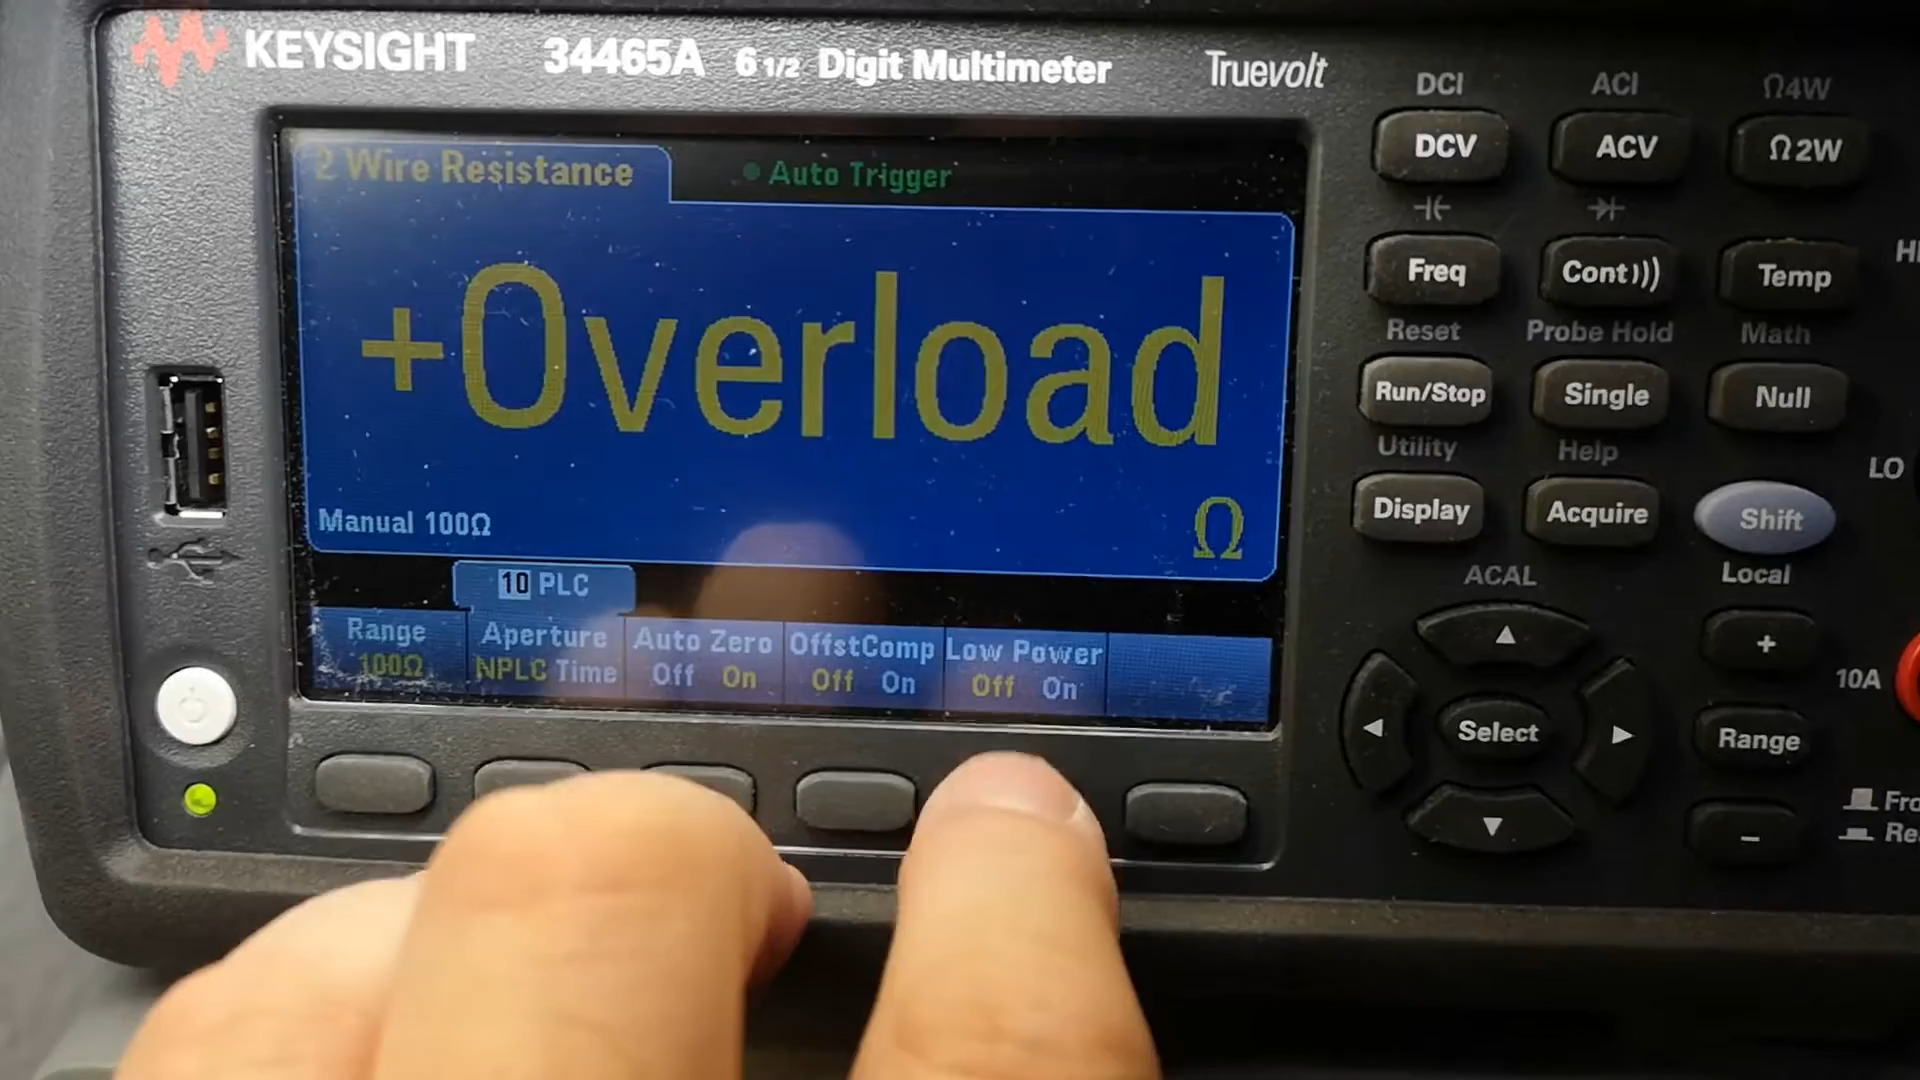 KEYSIGHT 34465A 6 1/2 Digit Multimeter Truevolt
2 Wire Resistance
Auto Trigger
+Overload
Manual 100Ω
Ω
10 PLC
Range
100Ω
Aperture
NPLC Time
Auto Zero
Off On
OffstComp
Off On
Low Power
Off On
DCI ACI Ω4W
DCV ACV Ω2W
Freq Cont))) Temp
Reset Probe Hold Math
Run/Stop Single Null
Utility Help
Display Acquire Shift
ACAL Local
+
Select
Range
-
LO
10A